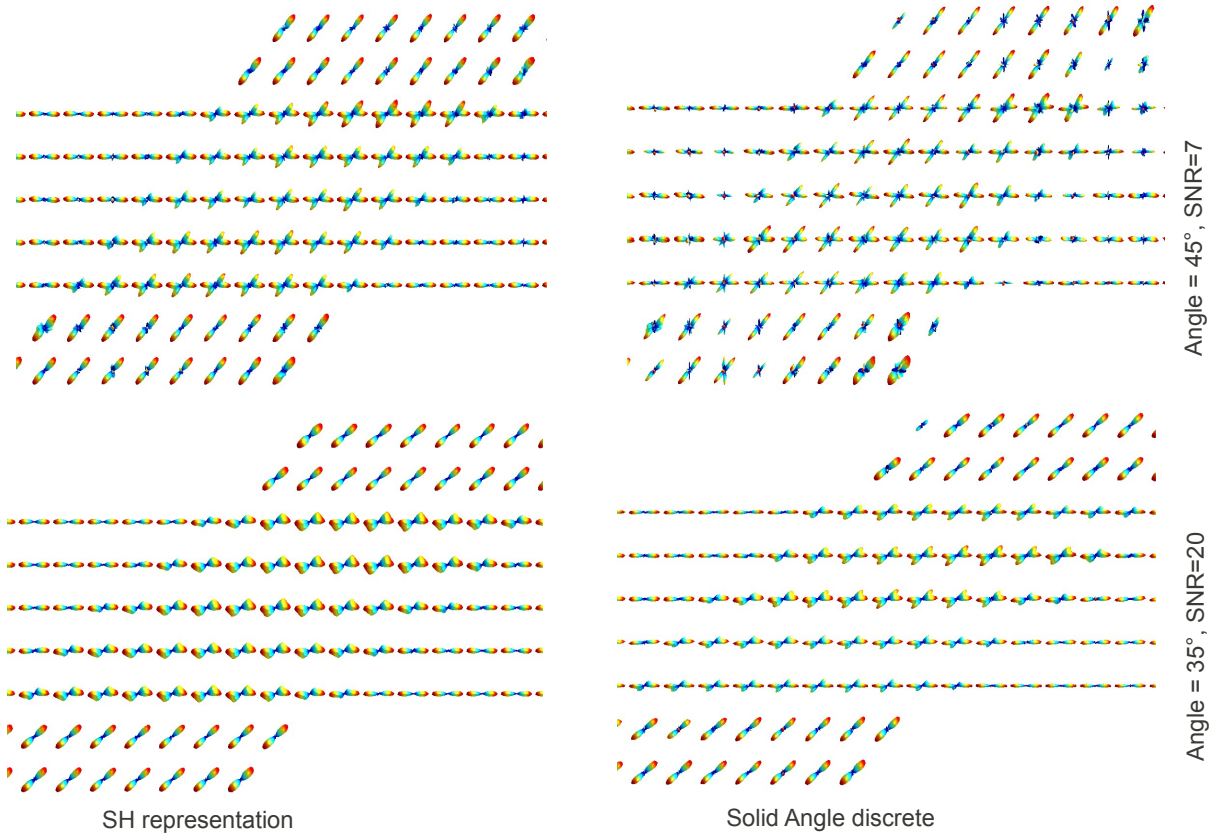 Angle = 45°, SNR=7
Angle = 35°, SNR=20
SH representation
Solid Angle discrete